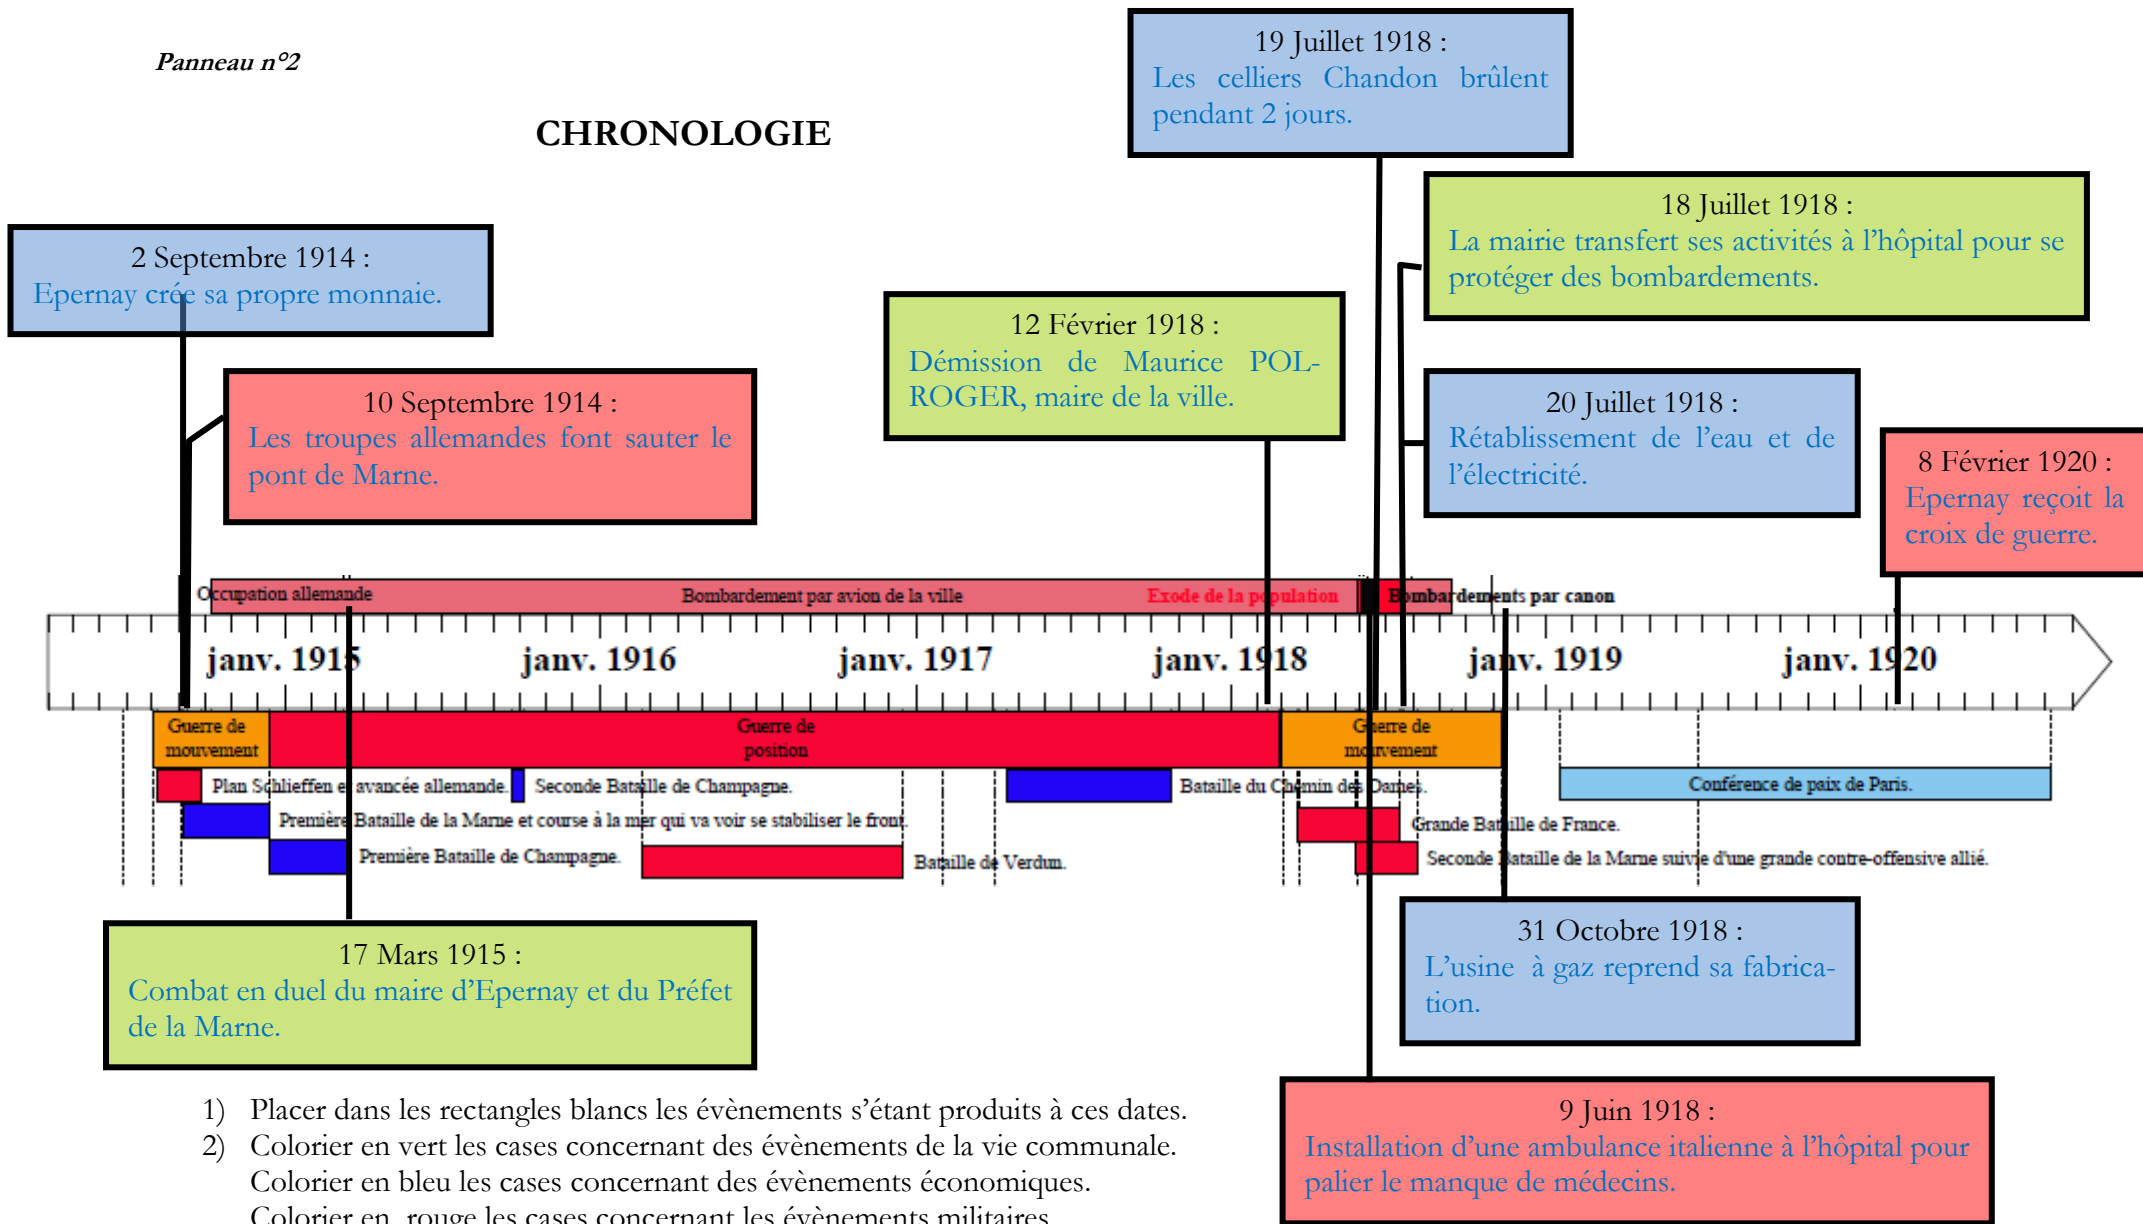 Panneau n°2
CHRONOLOGIE
19 Juillet 1918 :
Les celliers Chandon brûlent
pendant 2 jours.
18 Juillet 1918 :
La mairie transfert ses activités à l'hôpital pour se
protéger des bombardements.
2 Septembre 1914 :
Epernay crée sa propre monnaie.
12 Février 1918 :
Démission de Maurice POL-
ROGER, maire de la ville.
10 Septembre 1914 :
Les troupes allemandes font sauter le
pont de Marne.
20 Juillet 1918 :
Rétablissement de l'eau et de
l'électricité.
8 Février 1920 :
Epernay reçoit la
croix de guerre.
Occupation allemande
Bombardement par avion de la ville
Exode de la population
Bombardements par canon
janv. 1915
janv. 1916
janv. 1917
janv. 1918
janv. 1919
janv. 1920
Guerre de
mouvement
Guerre de
position
Guerre de
mouvement
Plan Schlieffen et avancée allemande.
Seconde Bataille de Champagne.
Bataille du Chemin des Dames.
Conférence de paix de Paris.
Première Bataille de la Marne et course à la mer qui va voir se stabiliser le front.
Grande Bataille de France.
Première Bataille de Champagne.
Bataille de Verdun.
Seconde Bataille de la Marne suivie d'une grande contre-offensive allié.
17 Mars 1915 :
Combat en duel du maire d'Epernay et du Préfet
de la Marne.
31 Octobre 1918 :
L'usine à gaz reprend sa fabrica-
tion.
9 Juin 1918 :
Installation d'une ambulance italienne à l'hôpital pour
palier le manque de médecins.
1) Placer dans les rectangles blancs les évènements s'étant produits à ces dates.
2) Colorier en vert les cases concernant des évènements de la vie communale.
Colorier en bleu les cases concernant des évènements économiques.
Colorier en rouge les cases concernant les évènements militaires